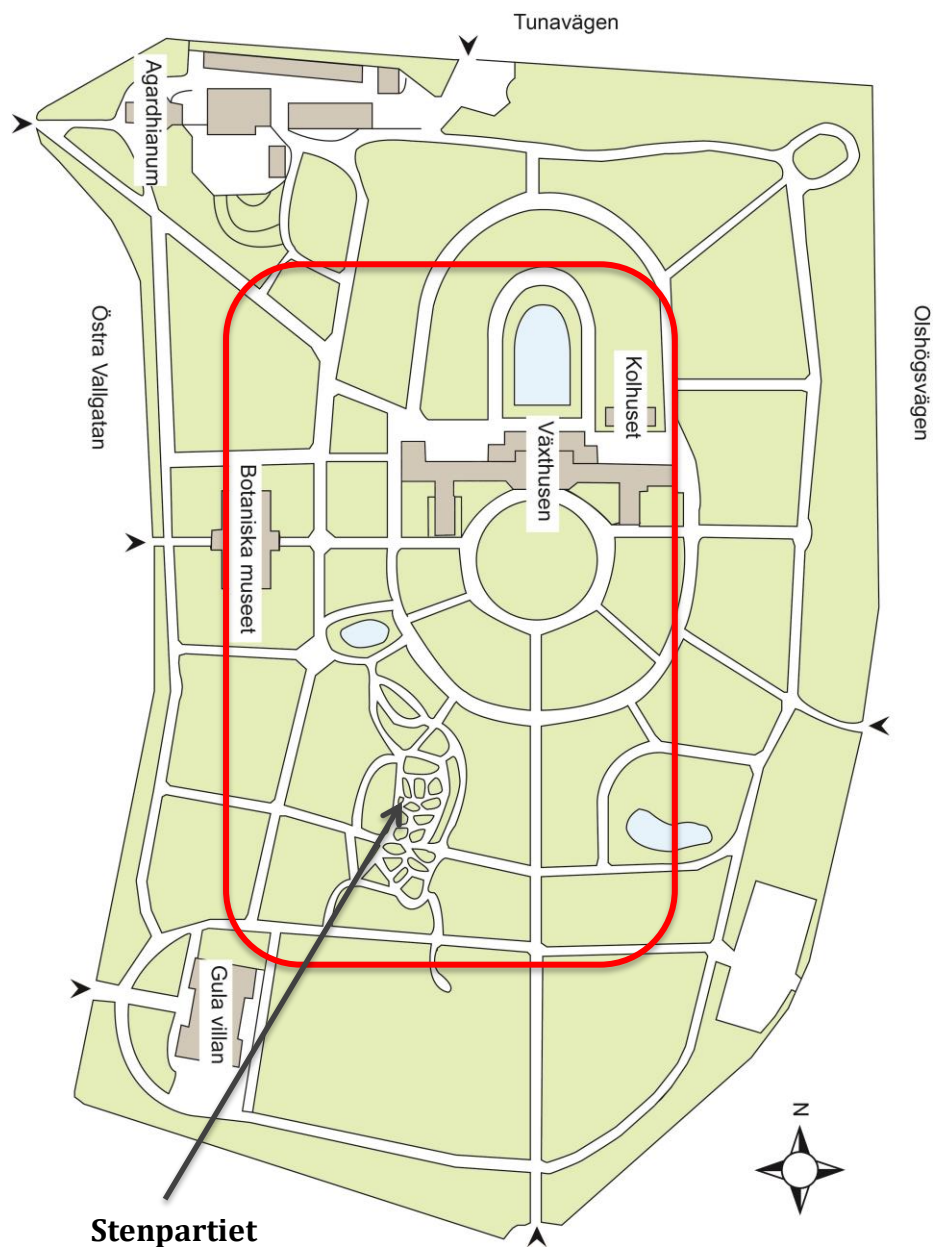 Tunavägen
Agardhianum
Östra Vallgatan
Olshögsvägen
Kolhuset
Växthusen
Botaniska museet
Gula villan
N
Stenpartiet